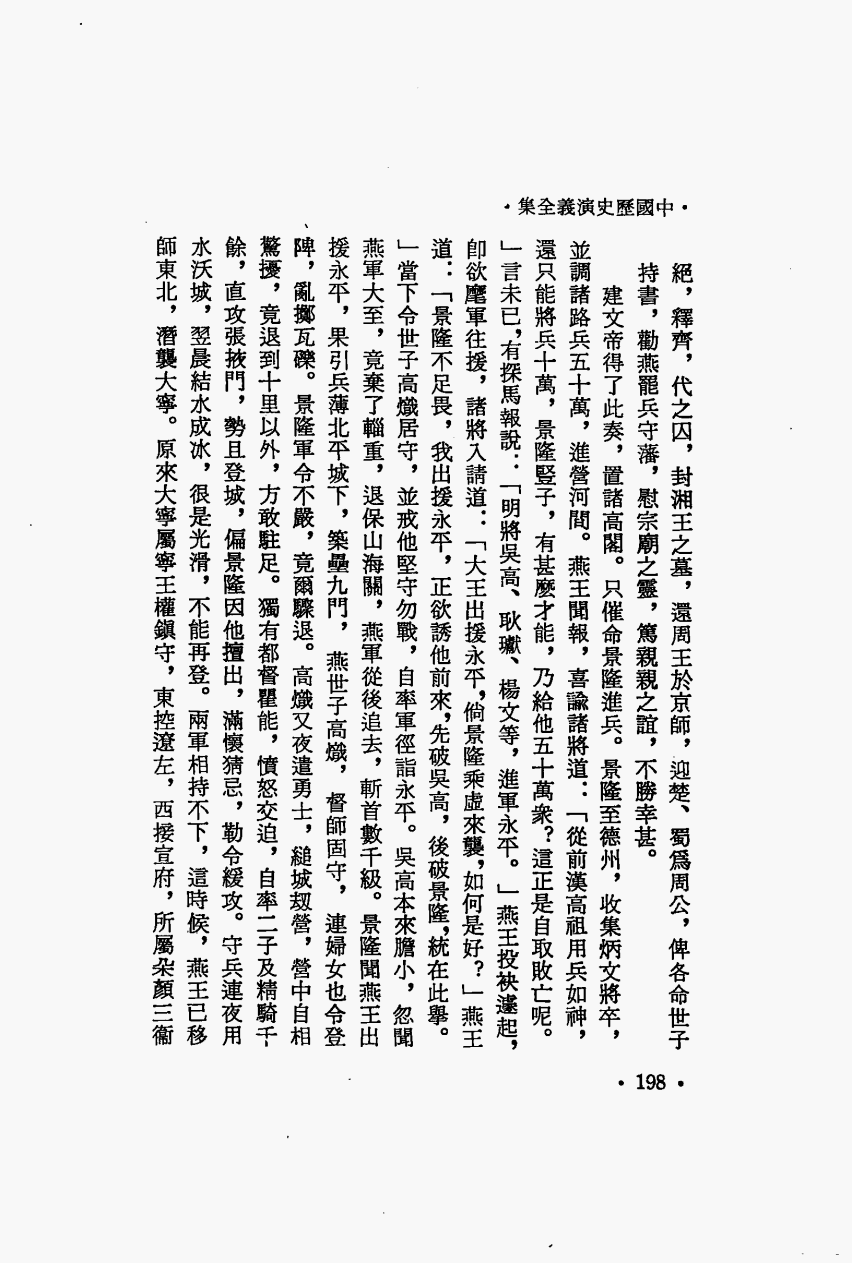 •中國歷史演義全集•
絕，釋齊，代之囚，封湘王之墓，還周王於京師，迎楚、蜀爲周公，俾各命世子
持書，勸燕罷兵守藩，慰宗廟之靈，篤親親之誼，不勝幸甚。
建文帝得了此奏，置諸高閣。只催命景隆進兵。景隆至德州，收集炳文將卒，
並調諸路兵五十萬，進營河間。燕王聞報，喜諭諸將道：「從前漢高祖用兵如神，
還只能將兵十萬，景隆豎子，有甚麽才能，乃給他五十萬衆？這正是自取敗亡呢。
」言未已，有探馬報說：「明將吳高、耿瓛、楊文等，進軍永平。」燕王投袂遽起，
卽欲麾軍往援，諸將入請道：「大王出援永平，倘景隆乘虛來襲，如何是好？」燕王
道：「景隆不足畏，我出援永平，正欲誘他前來，先破吳高，後破景隆，統在此舉。
」當下令世子高熾居守，並戒他堅守勿戰，自率軍徑詣永平。吳高本來膽小，忽聞
燕軍大至，竟棄了輜重，退保山海關，燕軍從後追去，斬首數千級。景隆聞燕王出
援永平，果引兵薄北平城下，築壘九門，燕世子高熾，督師固守，連婦女也令登
陴，亂擲瓦礫。景隆軍令不嚴，竟爾驟退。高熾又夜遣勇士，縋城刼營，營中自相
驚擾，竟退到十里以外，方敢駐足。獨有都督瞿能，憤怒交迫，自率二子及精騎千
餘，直攻張掖門，勢且登城，偏景隆因他擅出，滿懷猜忌，勒令緩攻。守兵連夜用
水沃城，翌晨結水成冰，很是光滑，不能再登。兩軍相持不下，這時候，燕王已移
師東北，潛襲大寧。原來大寧屬寧王權鎮守，東控遼左，西接宣府，所屬朶顏三衞
•198•